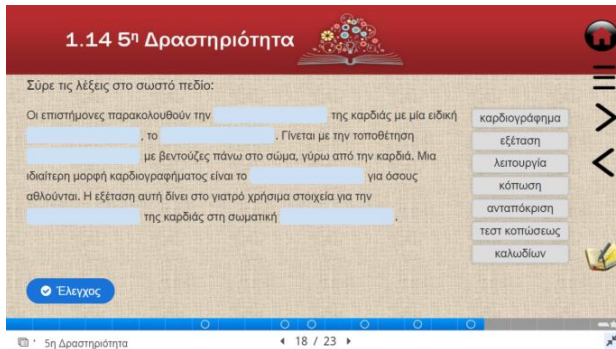 1.14 5η Δραστηριότητα
Σύρε τις λέξεις στο σωστό πεδίο:
Οι επιστήμονες παρακολουθούν την της καρδιάς με μία ειδική
, το . Γίνεται με την τοποθέτηση
με βεντούζες πάνω στο σώμα, γύρω από την καρδιά. Μια
ιδιαίτερη μορφή καρδιογραφήματος είναι το για όσους
αθλούνται. Η εξέταση αυτή δίνει στο γιατρό χρήσιμα στοιχεία για την
της καρδιάς στη σωματική .
καρδιογράφημα
εξέταση
λειτουργία
κόπωση
ανταπόκριση
τεστ κοπώσεως
καλωδίων
Έλεγχος
5η Δραστηριότητα
18 / 23